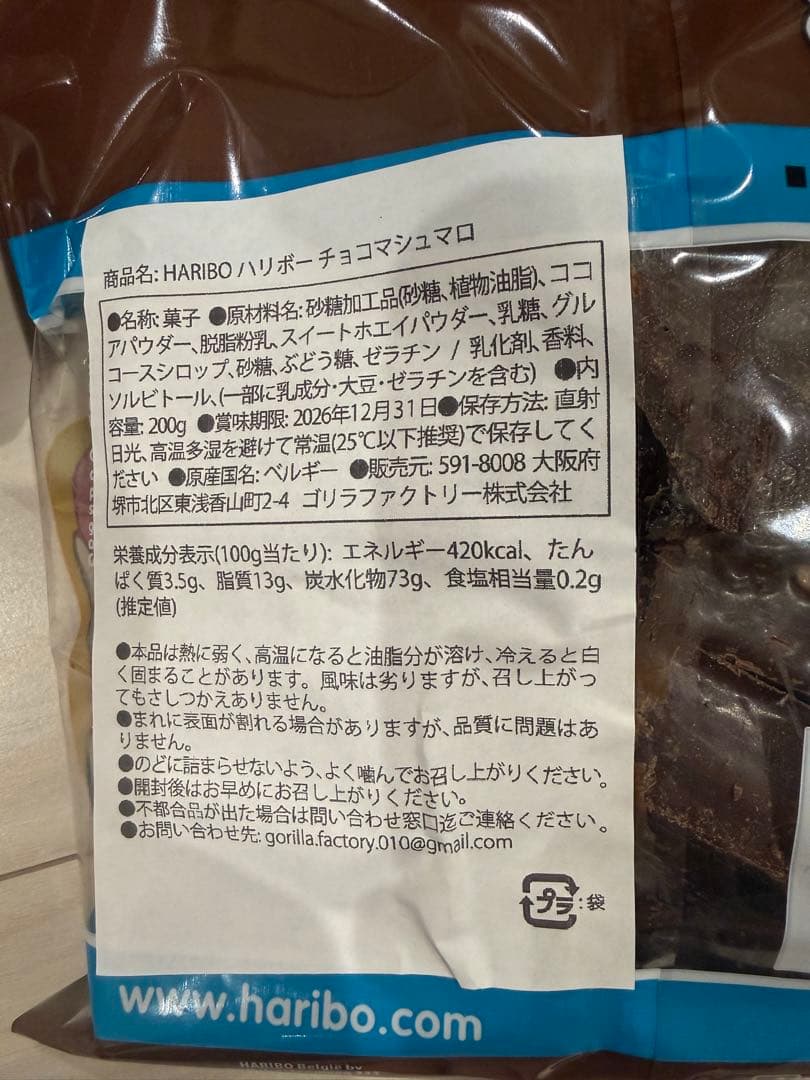 商品名: HARIBO ハリボー チョコマシュマロ
●名称: 菓子 ●原材料名: 砂糖加工品(砂糖、植物油脂)、ココ
アパウダー、脱脂粉乳、スイートホエイパウダー、乳糖、グル
コースシロップ、砂糖、ぶどう糖、ゼラチン / 乳化剤、香料、
ソルビトール、(一部に乳成分・大豆・ゼラチンを含む) ●内
容量: 200g ●賞味期限: 2026年12月31日●保存方法: 直射
日光、高温多湿を避けて常温(25℃以下推奨)で保存してく
ださい ●原産国名: ベルギー ●販売元: 591-8008 大阪府
堺市北区東浅香山町2-4 ゴリラファクトリー株式会社
栄養成分表示(100g当たり): エネルギー420kcal、たん
ぱく質3.5g、脂質13g、炭水化物73g、食塩相当量0.2g
(推定値)
●本品は熱に弱く、高温になると油脂分が溶け、冷えると白
く固まることがあります。風味は劣りますが、召し上がっ
てもさしつかえありません。
●まれに表面が割れる場合がありますが、品質に問題はあ
りません。
●のどに詰まらせないよう、よく噛んでお召し上がりください。
●開封後はお早めにお召し上がりください。
●不都合品が出た場合は問い合わせ窓口迄ご連絡ください。
●お問い合わせ先: gorilla.factory.010@gmail.com
プラ:袋
www.haribo.com
HARIBO Belgie bv